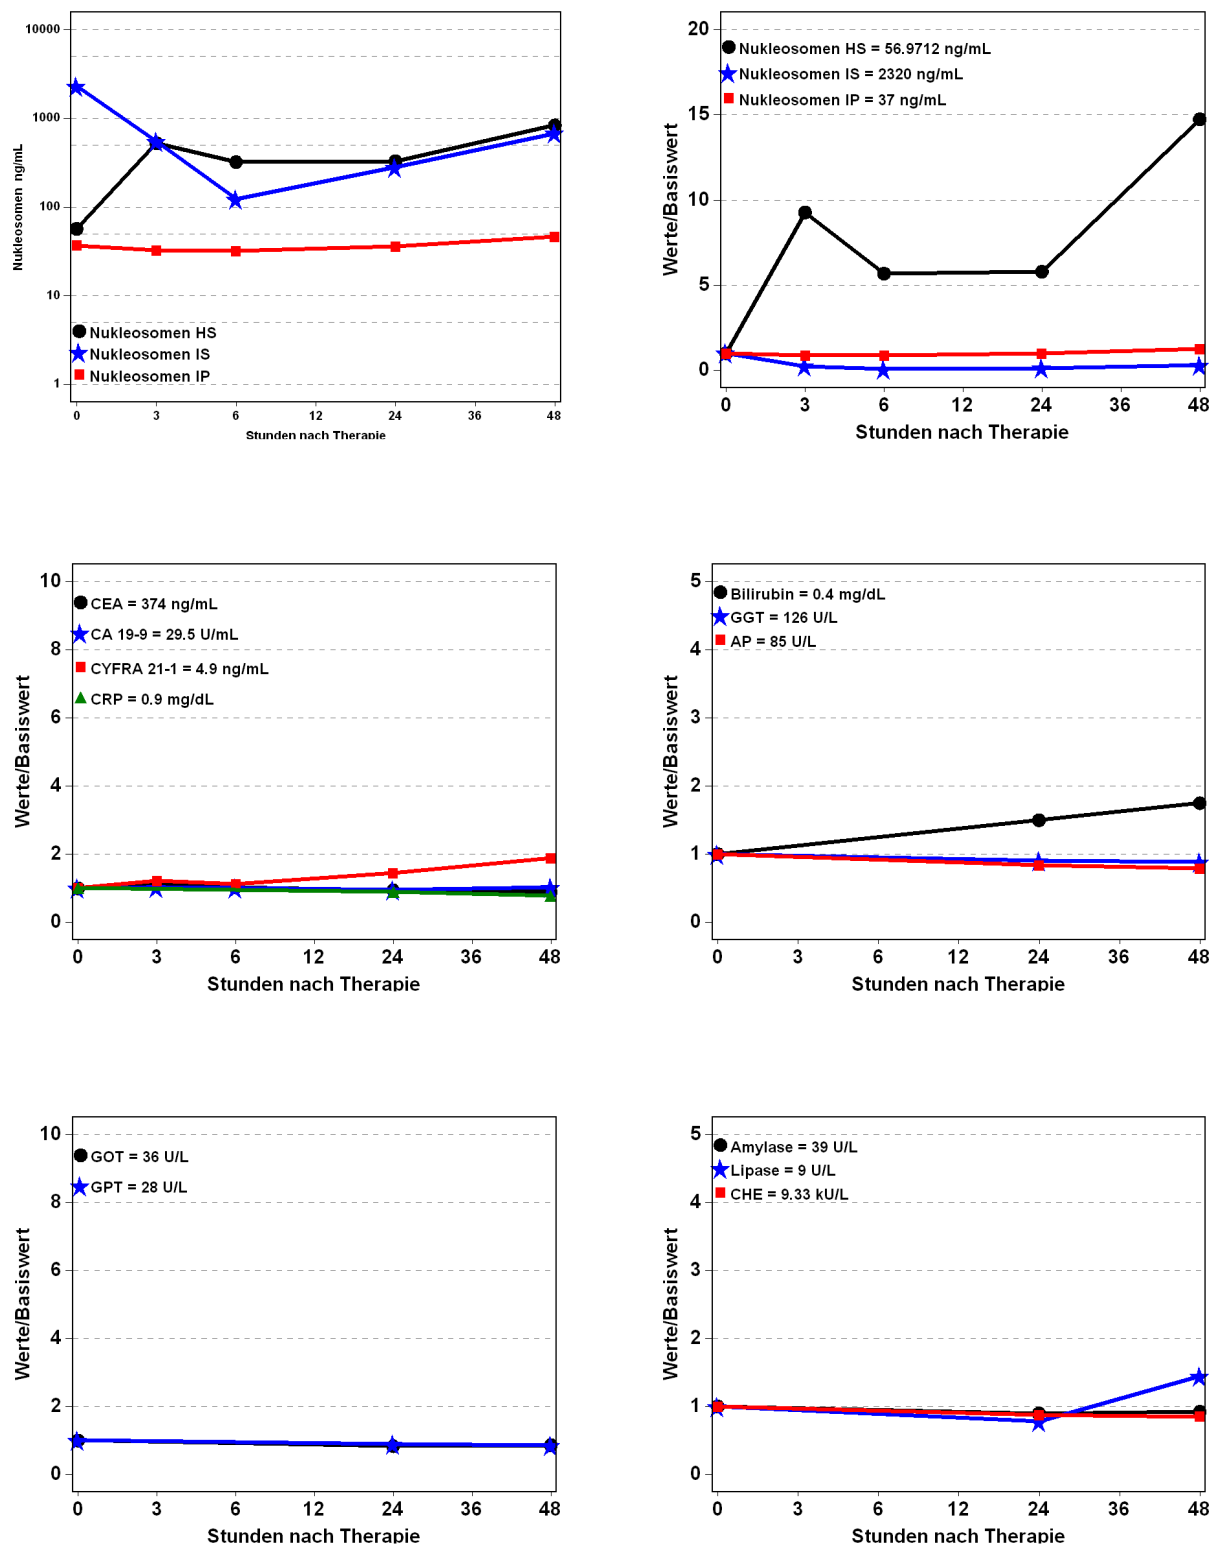 10000
1000
100
10
1
Nukleosomen ng/mL
Nukleosomen HS
Nukleosomen IS
Nukleosomen IP
0 3 6 12 24 36 48
Stunden nach Therapie
20
15
10
5
0
Werte/Basiswert
Nukleosomen HS = 56.9712 ng/mL
Nukleosomen IS = 2320 ng/mL
Nukleosomen IP = 37 ng/mL
0 3 6 12 24 36 48
Stunden nach Therapie
10
8
6
4
2
0
Werte/Basiswert
CEA = 374 ng/mL
CA 19-9 = 29.5 U/mL
CYFRA 21-1 = 4.9 ng/mL
CRP = 0.9 mg/dL
0 3 6 12 24 36 48
Stunden nach Therapie
5
4
3
2
1
0
Werte/Basiswert
Bilirubin = 0.4 mg/dL
GGT = 126 U/L
AP = 85 U/L
0 3 6 12 24 36 48
Stunden nach Therapie
10
8
6
4
2
0
Werte/Basiswert
GOT = 36 U/L
GPT = 28 U/L
0 3 6 12 24 36 48
Stunden nach Therapie
5
4
3
2
1
0
Werte/Basiswert
Amylase = 39 U/L
Lipase = 9 U/L
CHE = 9.33 kU/L
0 3 6 12 24 36 48
Stunden nach Therapie